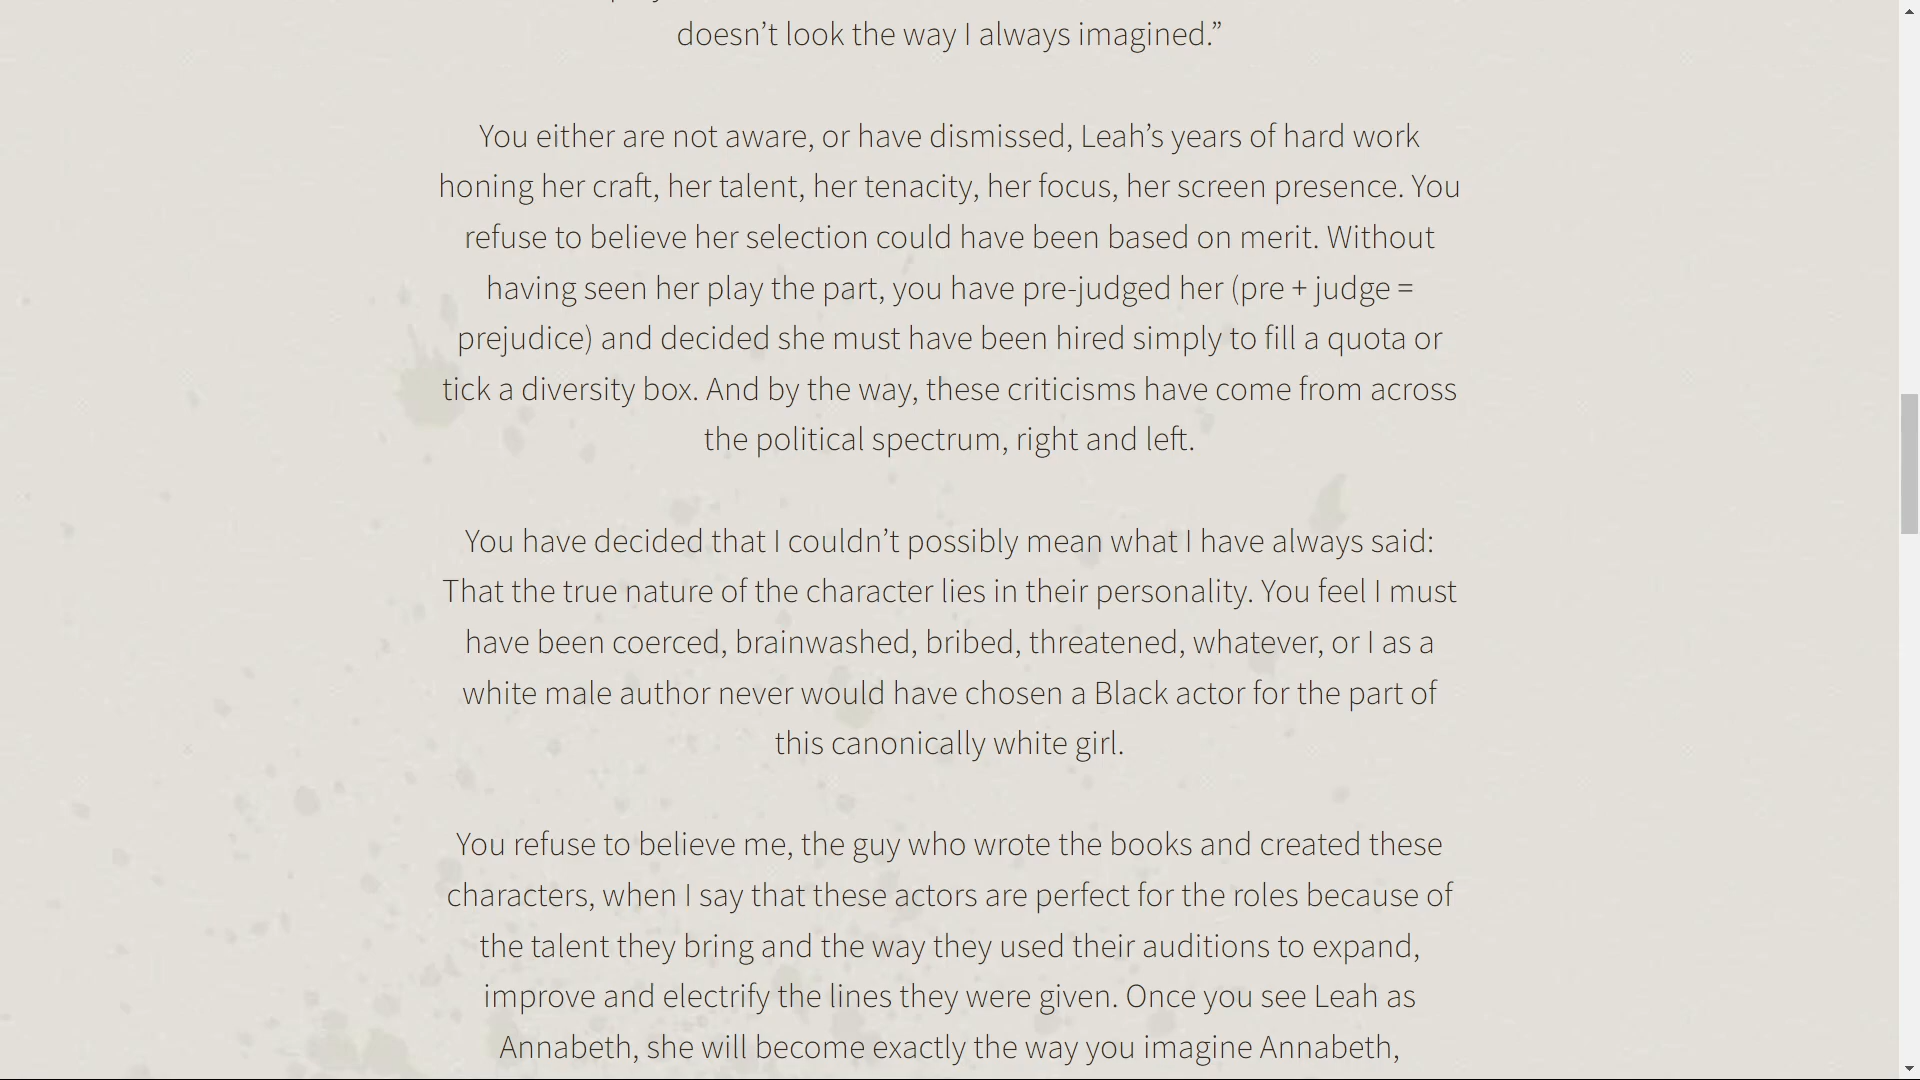 doesn’t look the way I always imagined.”
You either are not aware, or have dismissed, Leah’s years of hard work
honing her craft, her talent, her tenacity, her focus, her screen presence. You
refuse to believe her selection could have been based on merit. Without
having seen her play the part, you have pre-judged her (pre + judge =
prejudice) and decided she must have been hired simply to fill a quota or
tick a diversity box. And by the way, these criticisms have come from across
the political spectrum, right and left.
You have decided that I couldn’t possibly mean what I have always said:
That the true nature of the character lies in their personality. You feel I must
have been coerced, brainwashed, bribed, threatened, whatever, or I as a
white male author never would have chosen a Black actor for the part of
this canonically white girl.
You refuse to believe me, the guy who wrote the books and created these
characters, when I say that these actors are perfect for the roles because of
the talent they bring and the way they used their auditions to expand,
improve and electrify the lines they were given. Once you see Leah as
Annabeth, she will become exactly the way you imagine Annabeth,